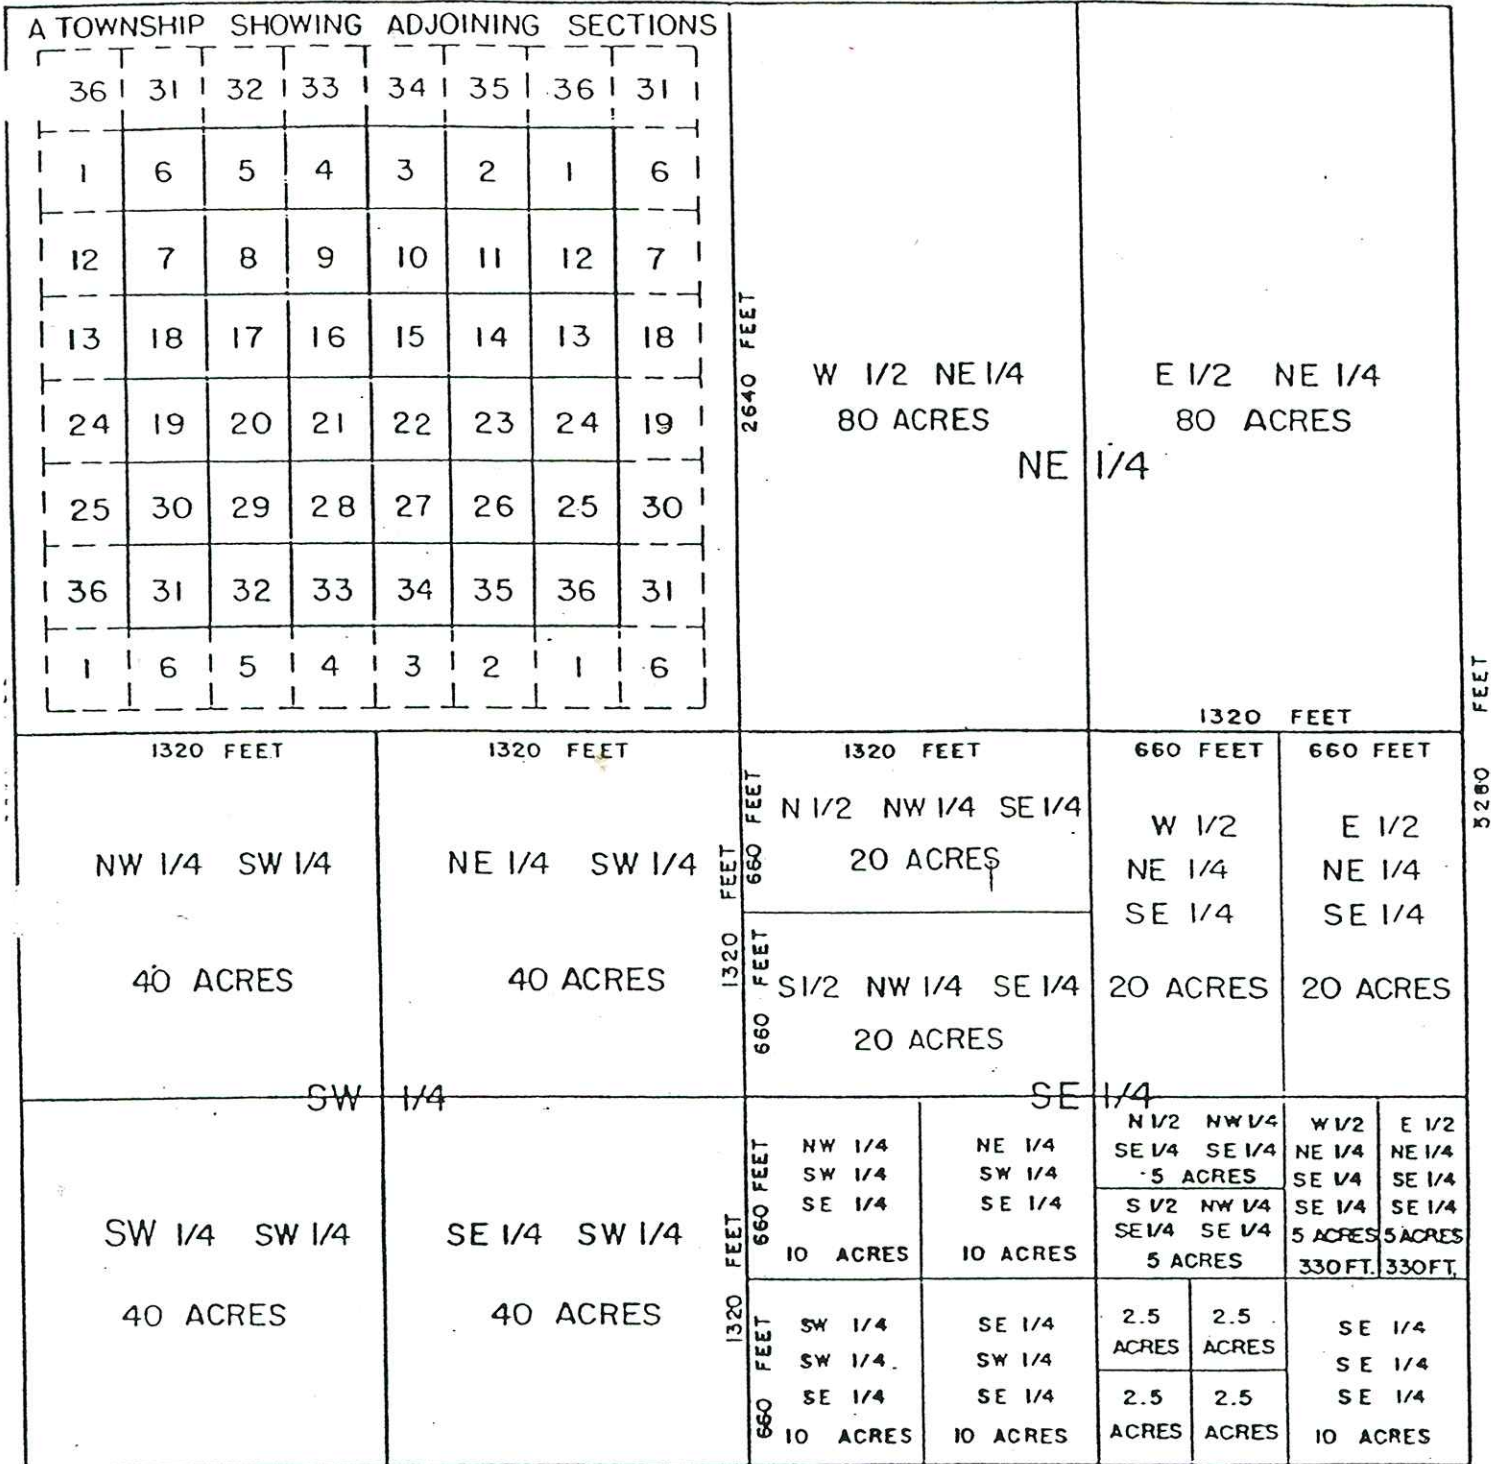 A TOWNSHIP SHOWING ADJOINING SECTIONS
36 31 32 33 34 35 36 31
1 6 5 4 3 2 1 6
12 7 8 9 10 11 12 7
13 18 17 16 15 14 13 18
24 19 20 21 22 23 24 19
25 30 29 28 27 26 25 30
36 31 32 33 34 35 36 31
1 6 5 4 3 2 1 6
2640 FEET
W 1/2 NE 1/4
80 ACRES
E 1/2 NE 1/4
80 ACRES
NE 1/4
1320 FEET
5280 FEET
1320 FEET
NW 1/4 SW 1/4
40 ACRES
1320 FEET
NE 1/4 SW 1/4
40 ACRES
1320 FEET
SW 1/4
SW 1/4 SW 1/4
40 ACRES
SE 1/4 SW 1/4
40 ACRES
1320 FEET
1320 FEET
660 FEET
N 1/2 NW 1/4 SE 1/4
20 ACRES
660 FEET
S 1/2 NW 1/4 SE 1/4
20 ACRES
660 FEET
W 1/2
NE 1/4
SE 1/4
20 ACRES
660 FEET
E 1/2
NE 1/4
SE 1/4
20 ACRES
SE 1/4
660 FEET
NW 1/4
SW 1/4
SE 1/4
10 ACRES
NE 1/4
SW 1/4
SE 1/4
10 ACRES
N 1/2 NW 1/4
SE 1/4 SE 1/4
5 ACRES
S 1/2 NW 1/4
SE 1/4 SE 1/4
5 ACRES
W 1/2
NE 1/4
SE 1/4
SE 1/4
5 ACRES
330 FT.
E 1/2
NE 1/4
SE 1/4
SE 1/4
5 ACRES
330 FT.
660 FEET
SW 1/4
SW 1/4
SE 1/4
10 ACRES
SE 1/4
SW 1/4
SE 1/4
10 ACRES
2.5
ACRES
2.5
ACRES
2.5
ACRES
2.5
ACRES
SE 1/4
SE 1/4
SE 1/4
10 ACRES